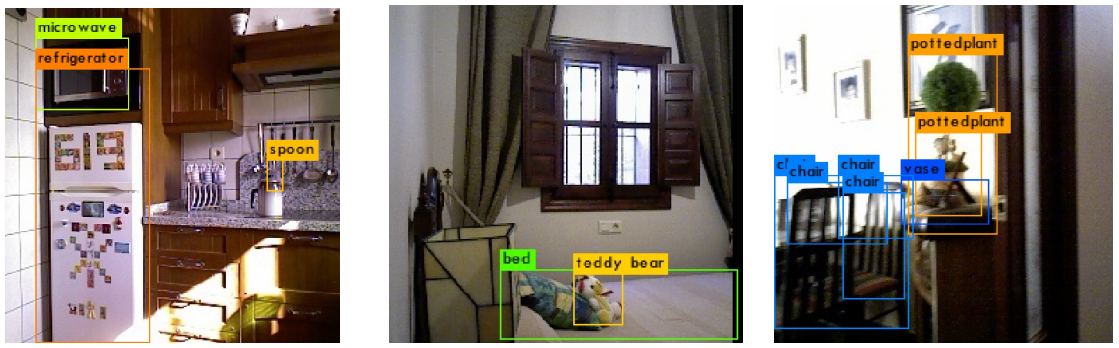 microwave
refrigerator
spoon
bed
teddy bear
pottedplant
pottedplant
chair
chair
chair
vase